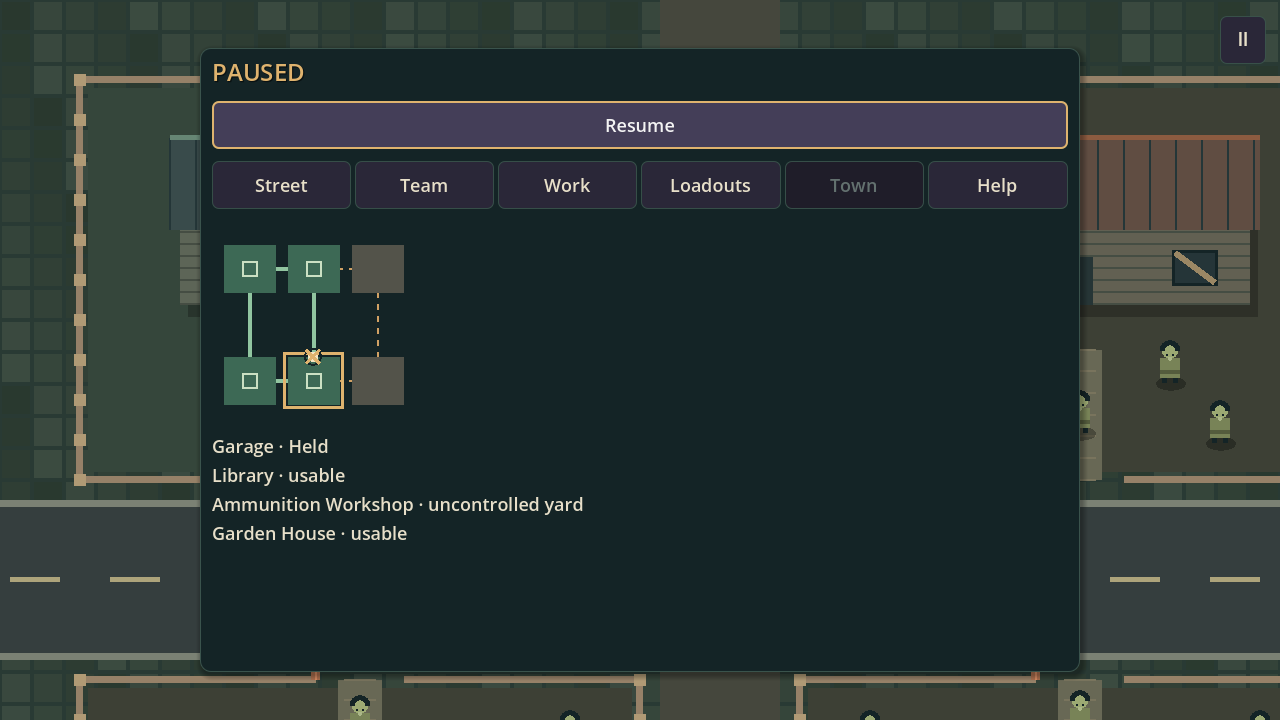 PAUSED
Resume
Street Team Work Loadouts Town Help
Garage · Held
Library · usable
Ammunition Workshop · uncontrolled yard
Garden House · usable